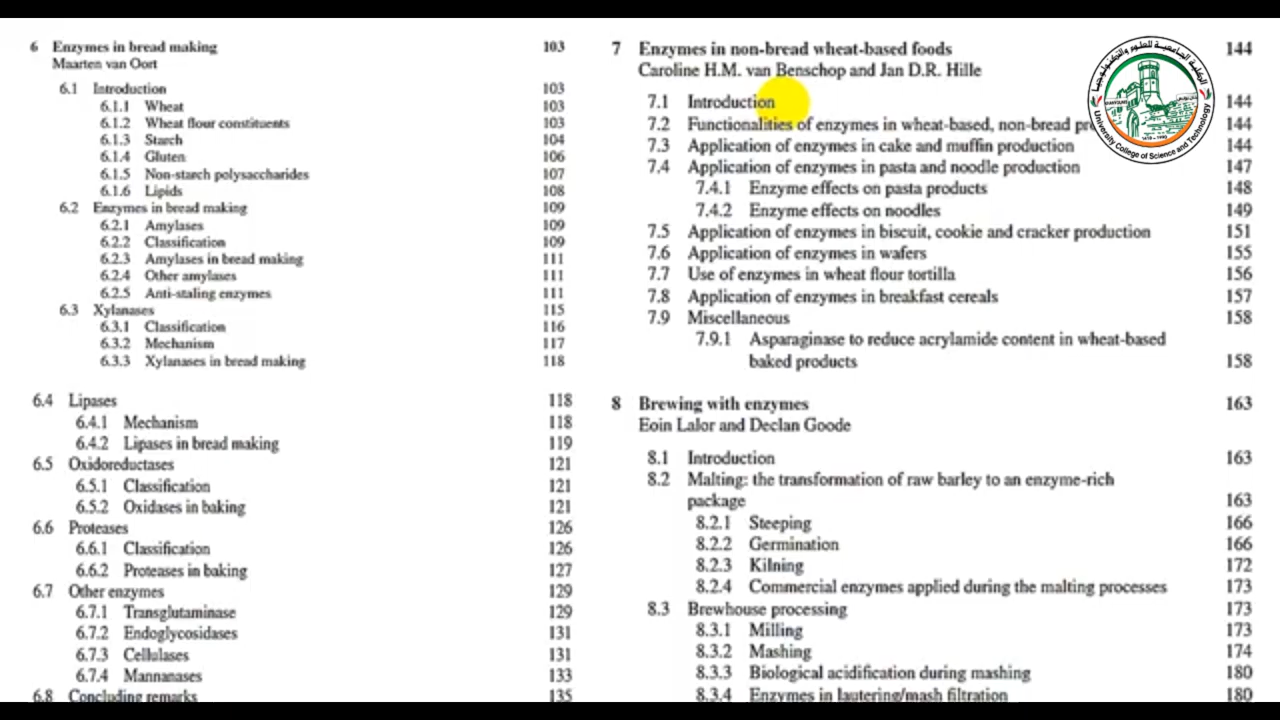 6 Enzymes in bread making 103
Maarten van Oort
6.1 Introduction 103
6.1.1 Wheat 103
6.1.2 Wheat flour constituents 103
6.1.3 Starch 104
6.1.4 Gluten 106
6.1.5 Non-starch polysaccharides 107
6.1.6 Lipids 108
6.2 Enzymes in bread making 109
6.2.1 Amylases 109
6.2.2 Classification 109
6.2.3 Amylases in bread making 111
6.2.4 Other amylases 111
6.2.5 Anti-staling enzymes 111
6.3 Xylanases 115
6.3.1 Classification 116
6.3.2 Mechanism 117
6.3.3 Xylanases in bread making 118
6.4 Lipases 118
6.4.1 Mechanism 118
6.4.2 Lipases in bread making 119
6.5 Oxidoreductases 121
6.5.1 Classification 121
6.5.2 Oxidases in baking 121
6.6 Proteases 126
6.6.1 Classification 126
6.6.2 Proteases in baking 127
6.7 Other enzymes 129
6.7.1 Transglutaminase 129
6.7.2 Endoglycosidases 131
6.7.3 Cellulases 131
6.7.4 Mannanases 133
6.8 Concluding remarks 135
7 Enzymes in non-bread wheat-based foods 144
Caroline H.M. van Benschop and Jan D.R. Hille
7.1 Introduction 144
7.2 Functionalities of enzymes in wheat-based, non-bread pr 144
7.3 Application of enzymes in cake and muffin production 144
7.4 Application of enzymes in pasta and noodle production 147
7.4.1 Enzyme effects on pasta products 148
7.4.2 Enzyme effects on noodles 149
7.5 Application of enzymes in biscuit, cookie and cracker production 151
7.6 Application of enzymes in wafers 155
7.7 Use of enzymes in wheat flour tortilla 156
7.8 Application of enzymes in breakfast cereals 157
7.9 Miscellaneous 158
7.9.1 Asparaginase to reduce acrylamide content in wheat-based
baked products 158
8 Brewing with enzymes 163
Eoin Lalor and Declan Goode
8.1 Introduction 163
8.2 Malting: the transformation of raw barley to an enzyme-rich
package 163
8.2.1 Steeping 166
8.2.2 Germination 166
8.2.3 Kilning 172
8.2.4 Commercial enzymes applied during the malting processes 173
8.3 Brewhouse processing 173
8.3.1 Milling 173
8.3.2 Mashing 174
8.3.3 Biological acidification during mashing 180
8.3.4 Enzymes in lautering/mash filtration 180
الكلية الجامعية للعلوم والتكنولوجيا
University College of Science and Technology